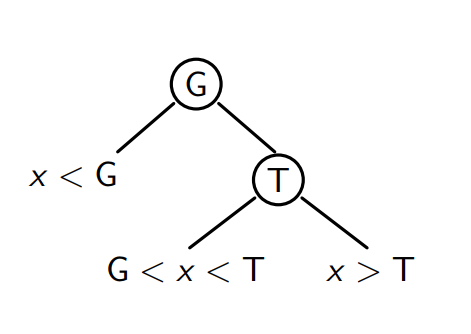 G
x < G
T
G < x < T
x > T